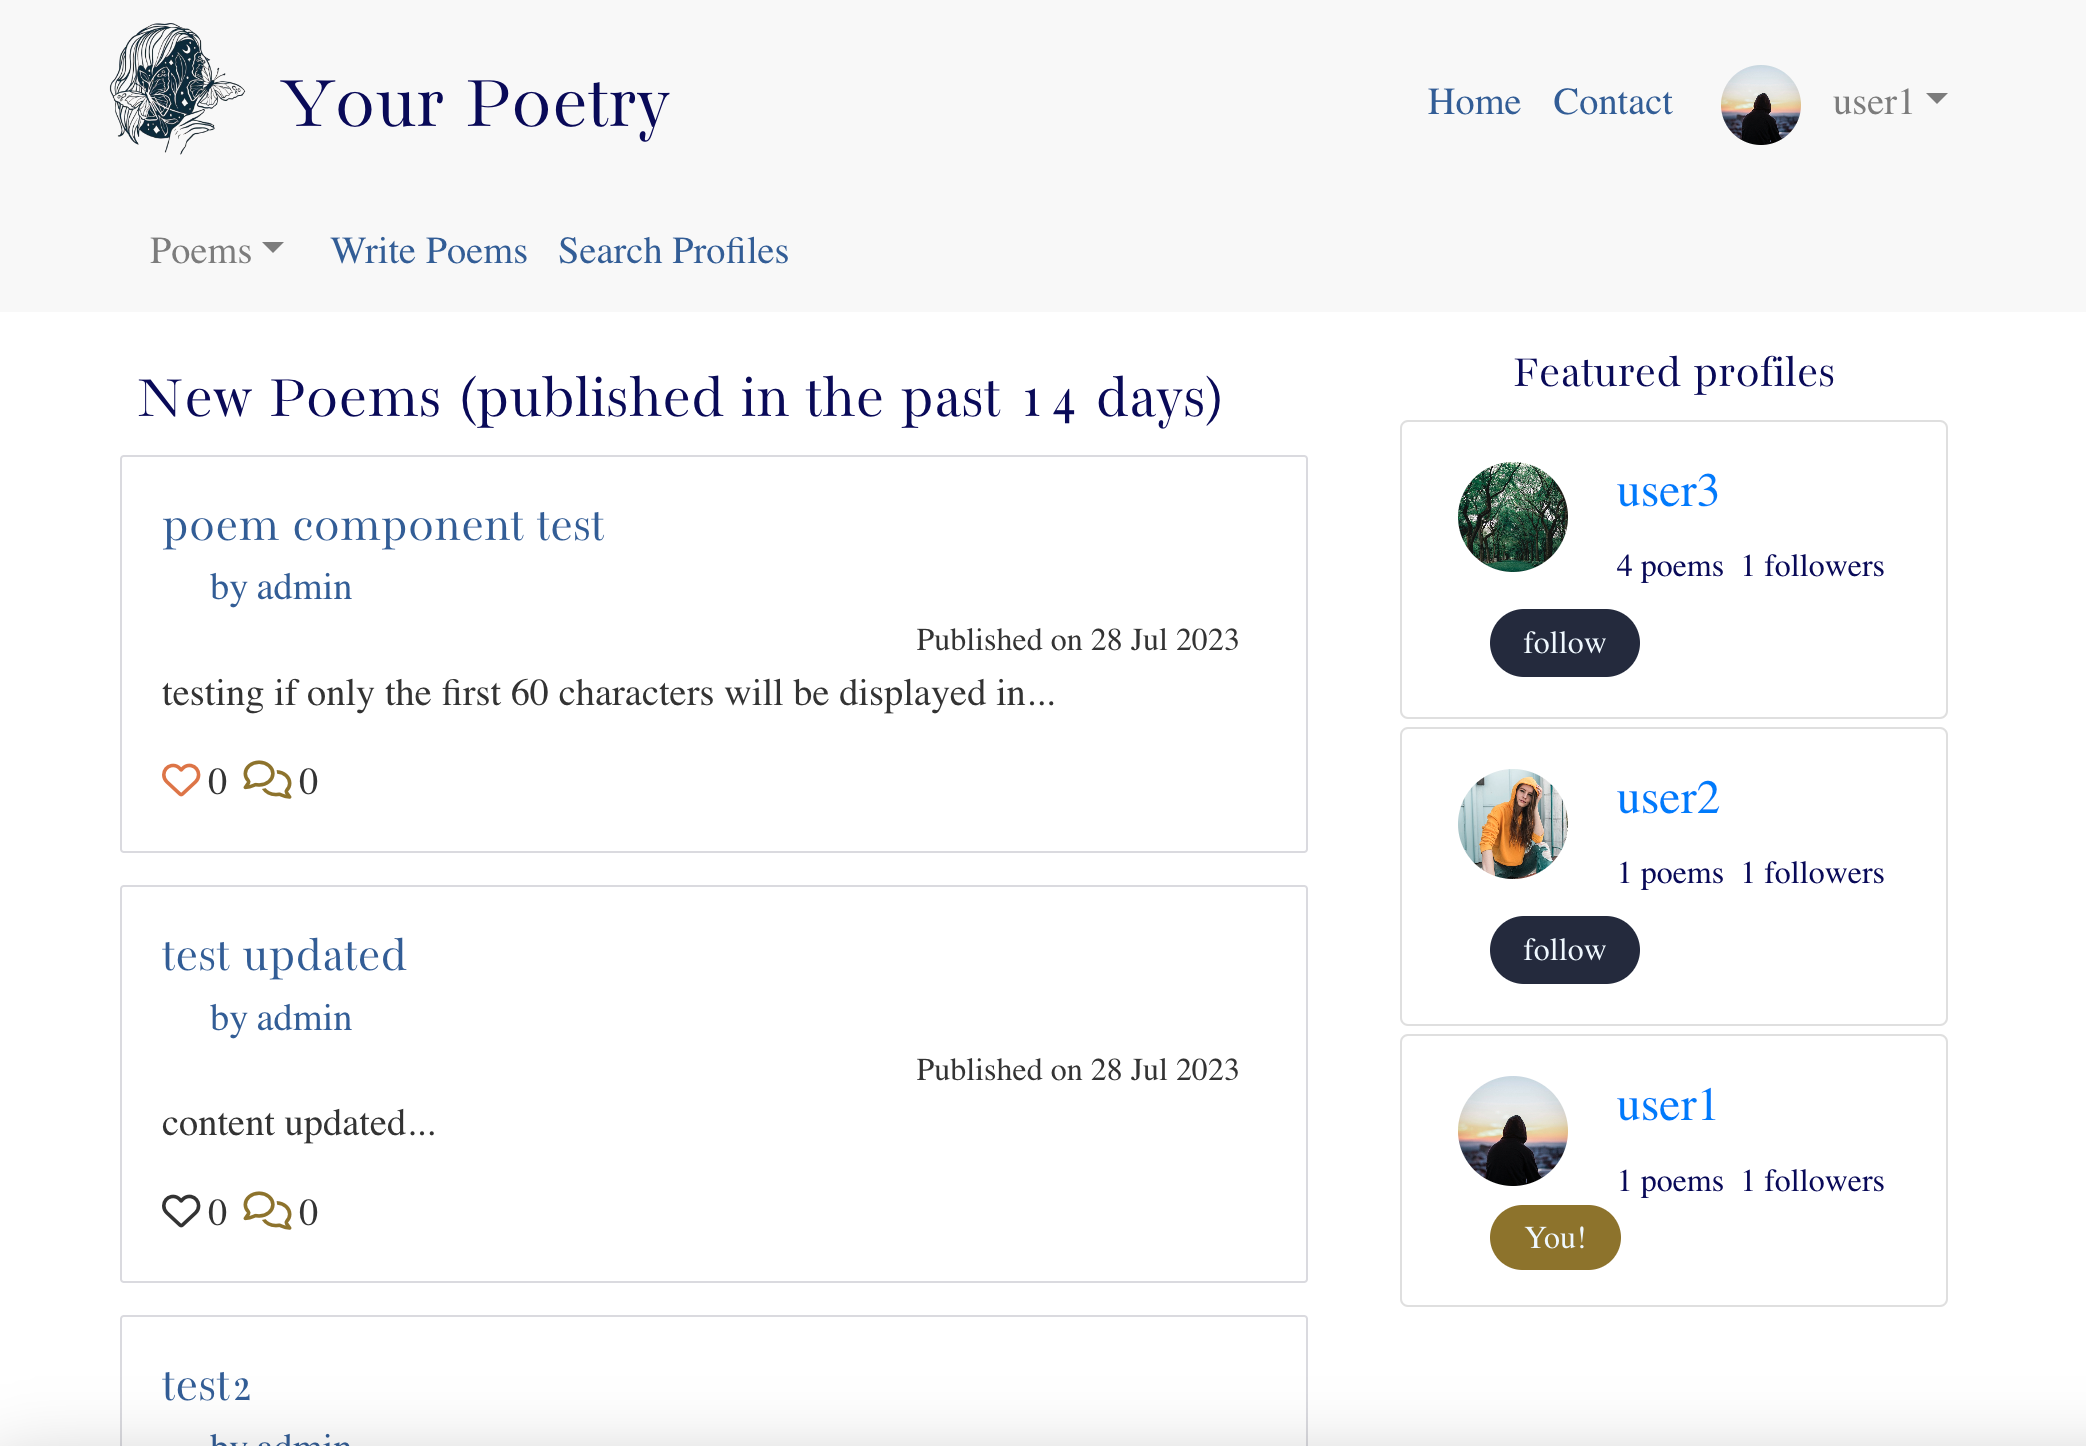 Your Poetry
Home Contact user1
Poems Write Poems Search Profiles
New Poems (published in the past 14 days)
poem component test
by admin
Published on 28 Jul 2023
testing if only the first 60 characters will be displayed in...
0 0
test updated
by admin
Published on 28 Jul 2023
content updated...
0 0
test2
by admin
Featured profiles
user3
4 poems 1 followers
follow
user2
1 poems 1 followers
follow
user1
1 poems 1 followers
You!